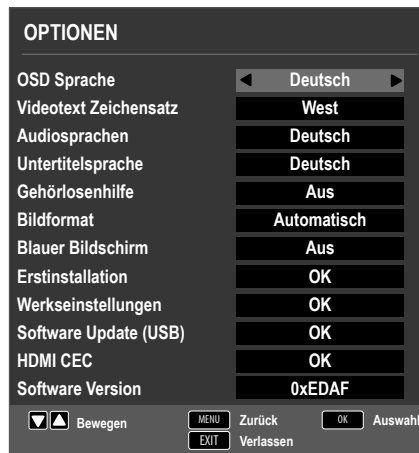 OPTIONEN
OSD Sprache Deutsch
Videotext Zeichensatz West
Audiosprachen Deutsch
Untertitelsprache Deutsch
Gehörlosenhilfe Aus
Bildformat Automatisch
Blauer Bildschirm Aus
Erstinstallation OK
Werkseinstellungen OK
Software Update (USB) OK
HDMI CEC OK
Software Version 0xEDAF
Bewegen MENU Zurück OK Auswahl
EXIT Verlassen